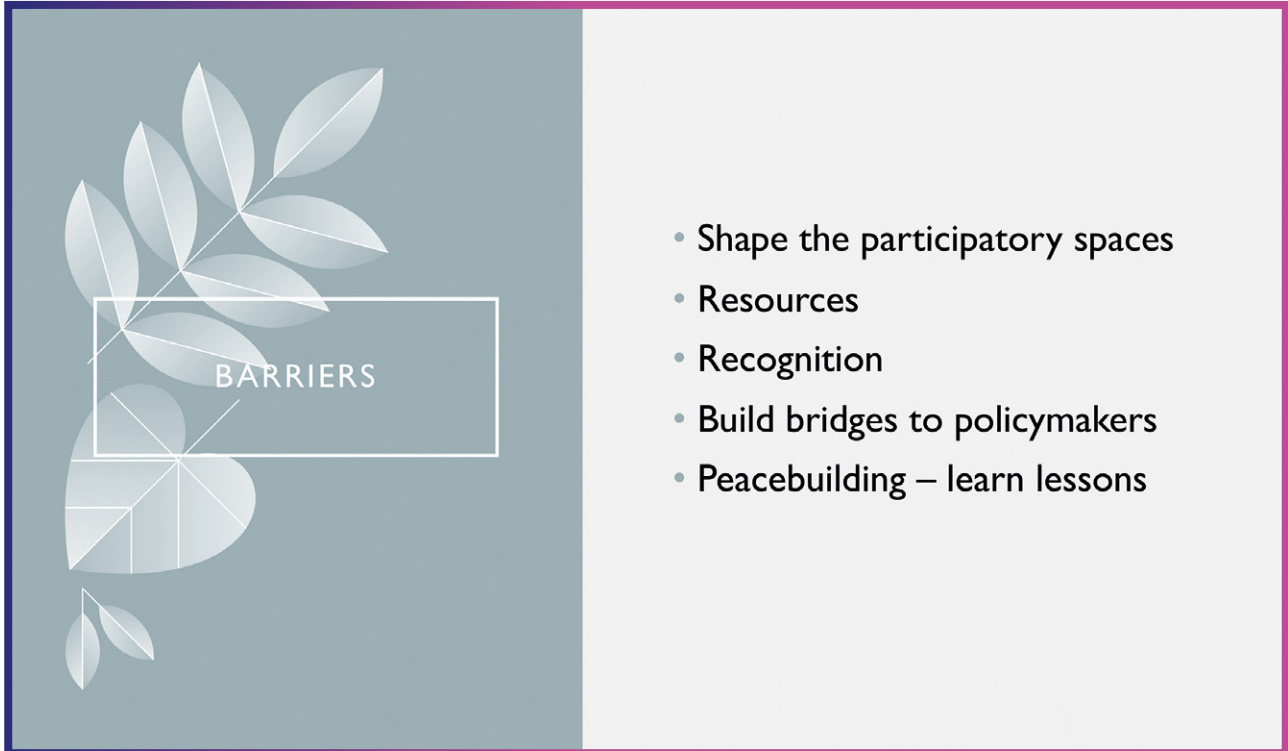 BARRIERS
• Shape the participatory spaces
• Resources
• Recognition
• Build bridges to policymakers
• Peacebuilding – learn lessons